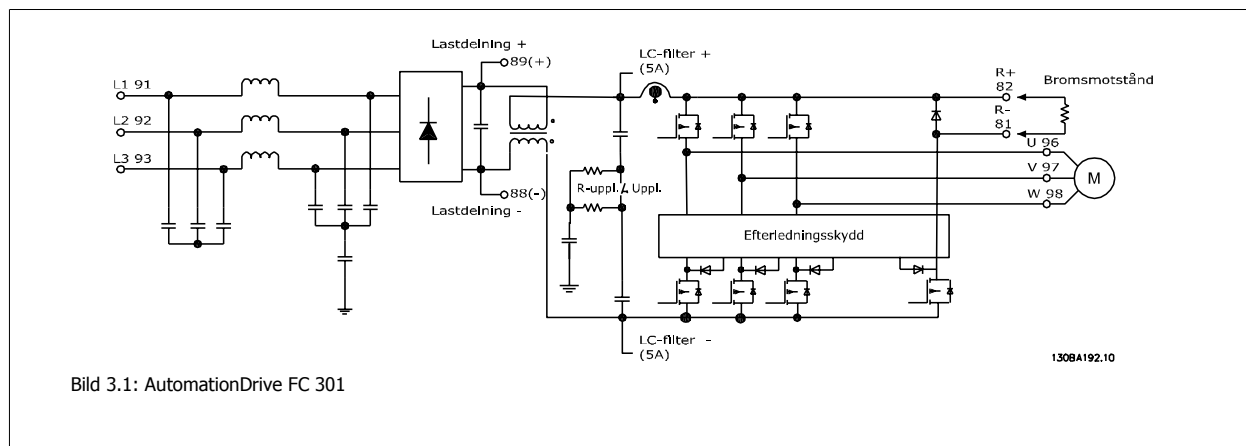 Lastdelning +
89(+)
LC-filter +
(5A)
L1 91
L2 92
L3 93
R+
82
Bromsmotstånd
R-
81
U 96
V 97
W 98
M
88(-)
Lastdelning -
R-uppl. / Uppl.
Efterledningsskydd
LC-filter -
(5A)
130BA192.10
Bild 3.1: AutomationDrive FC 301